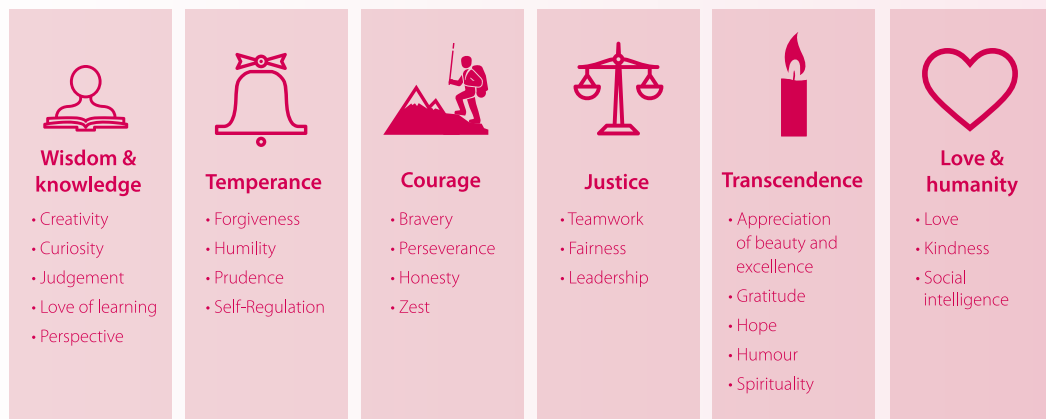 Wisdom &
knowledge
• Creativity
• Curiosity
• Judgement
• Love of learning
• Perspective
Temperance
• Forgiveness
• Humility
• Prudence
• Self-Regulation
Courage
• Bravery
• Perseverance
• Honesty
• Zest
Justice
• Teamwork
• Fairness
• Leadership
Transcendence
• Appreciation
of beauty and
excellence
• Gratitude
• Hope
• Humour
• Spirituality
Love &
humanity
• Love
• Kindness
• Social
intelligence